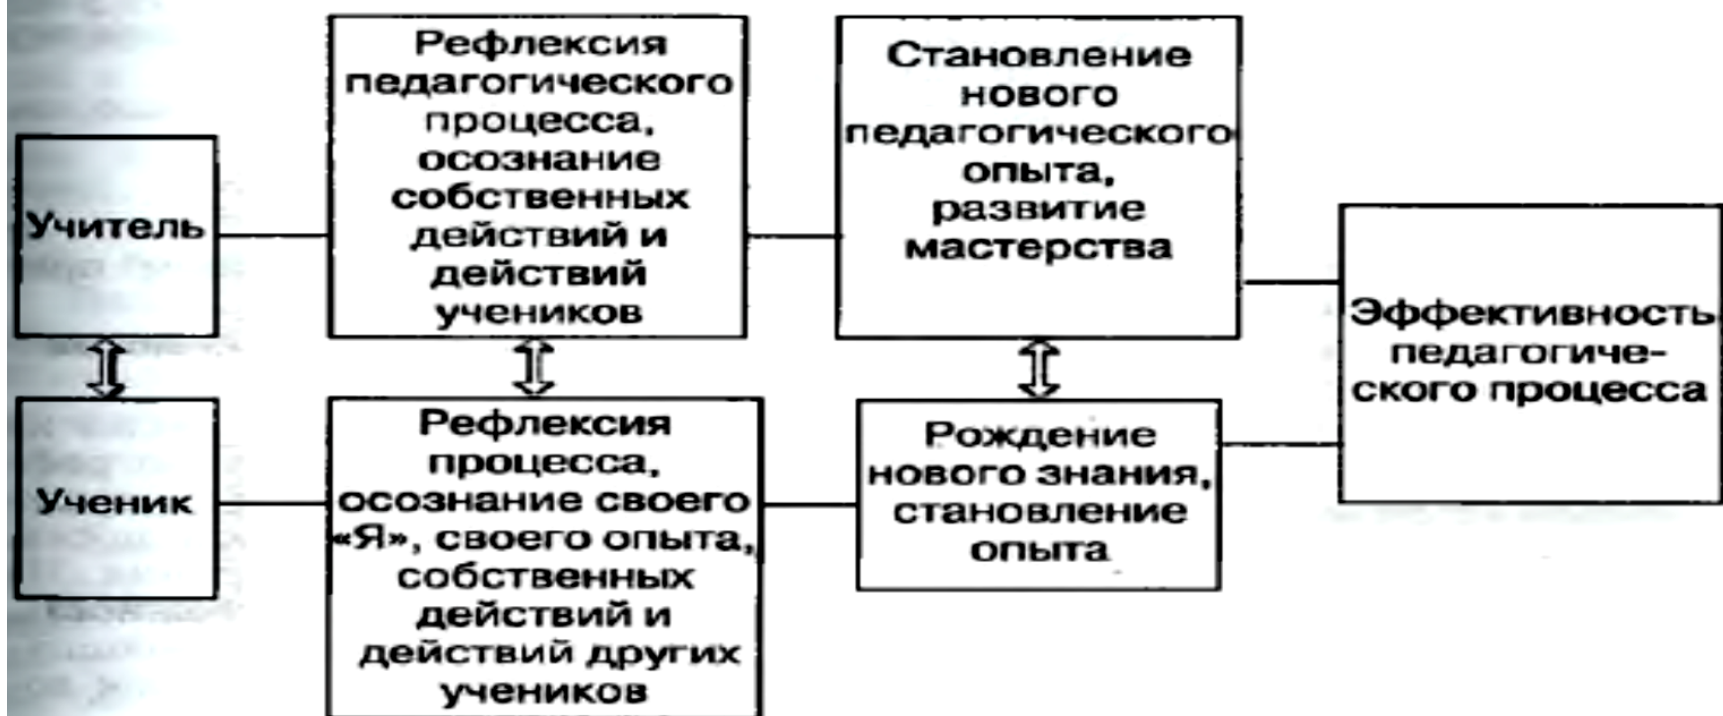 Учитель
Рефлексия
педагогического
процесса,
осознание
собственных
действий и
действий
учеников
Становление
нового
педагогического
опыта,
развитие
мастерства
Ученик
Рефлексия
процесса,
осознание своего
«Я», своего опыта,
собственных
действий и
действий других
учеников
Рождение
нового знания,
становление
опыта
Эффективность
педагогиче-
ского процесса